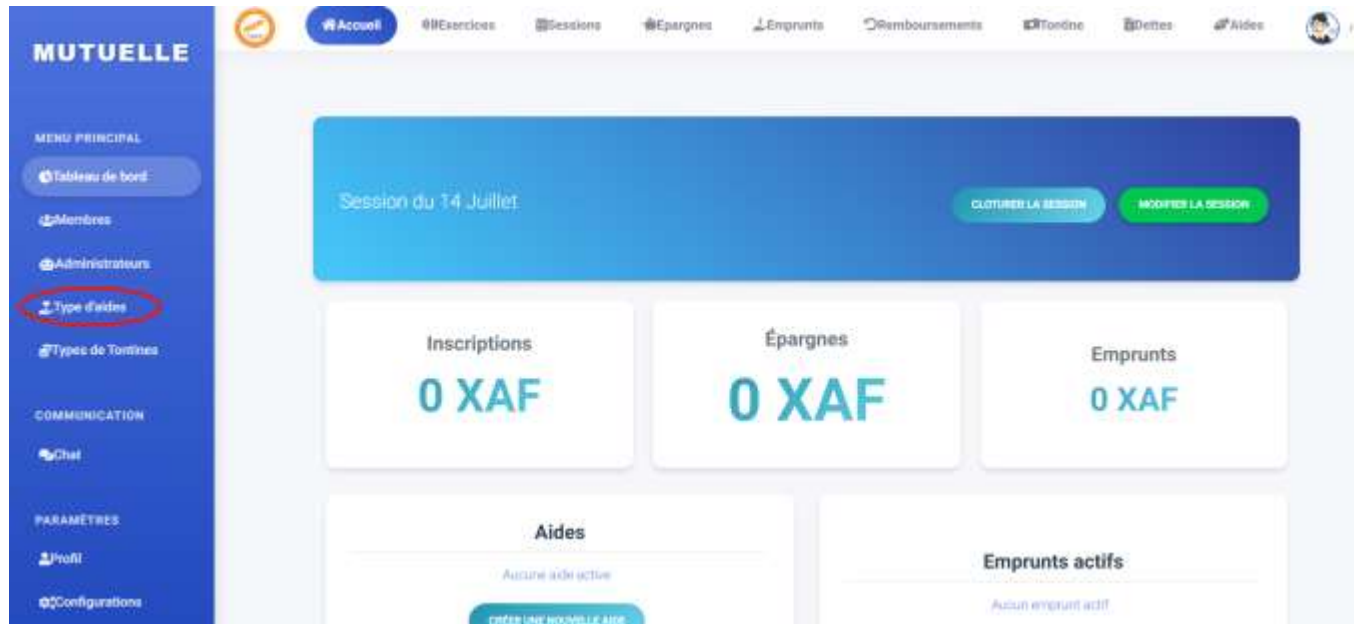 MUTUELLE
MENU PRINCIPAL
Tableau de bord
Membres
Administrateurs
Type d'aides
Types de Tontines
COMMUNICATION
Chat
PARAMÈTRES
Profil
Configurations
Accueil Exercices Sessions Epargnes Emprunts Remboursements Tontine Dettes Aides
Session du 14 Juillet
CLOTURER LA SESSION MODIFIER LA SESSION
Inscriptions
0 XAF
Épargnes
0 XAF
Emprunts
0 XAF
Aides
Aucune aide active
CRÉER UNE NOUVELLE AIDE
Emprunts actifs
Aucun emprunt actif